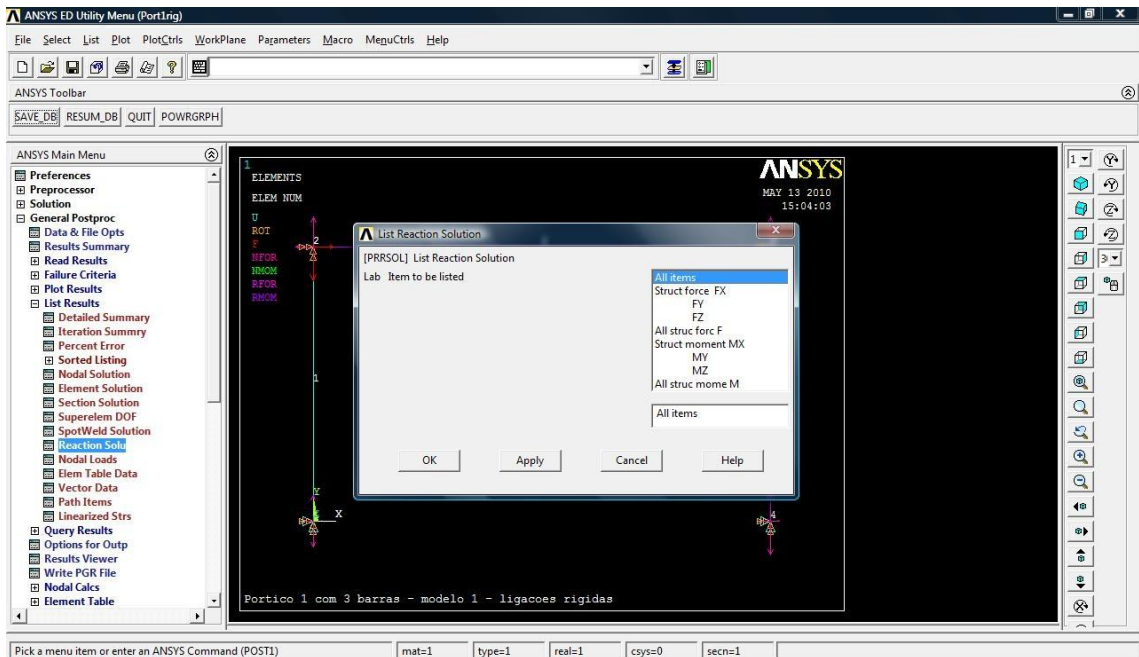 ANSYS ED Utility Menu (Port1rig)
File Select List Plot PlotCtrls WorkPlane Parameters Macro MenuCtrls Help
ANSYS Toolbar
SAVE_DB RESUM_DB QUIT POWRGRPH
ANSYS Main Menu
Preferences
Preprocessor
Solution
General Postproc
Data & File Opts
Results Summary
Read Results
Failure Criteria
Plot Results
List Results
Detailed Summary
Iteration Summry
Percent Error
Sorted Listing
Nodal Solution
Element Solution
Section Solution
Superelem DOF
SpotWeld Solution
Reaction Solu
Nodal Loads
Elem Table Data
Vector Data
Path Items
Linearized Strs
Query Results
Options for Outp
Results Viewer
Write PGR File
Nodal Calcs
Element Table
1
ELEMENTS
ELEM NUM
U
ROT
F
NFOR
NMOM
RFOR
RMOM
ANSYS
MAY 13 2010
15:04:03
2
1
Y
X
4
List Reaction Solution
[PRRSOL] List Reaction Solution
Lab Item to be listed
All items
Struct force FX
FY
FZ
All struc forc F
Struct moment MX
MY
MZ
All struc mome M
All items
OK Apply Cancel Help
Portico 1 com 3 barras - modelo 1 - ligacoes rigidas
1
Pick a menu item or enter an ANSYS Command (POST1) mat=1 type=1 real=1 csys=0 secn=1